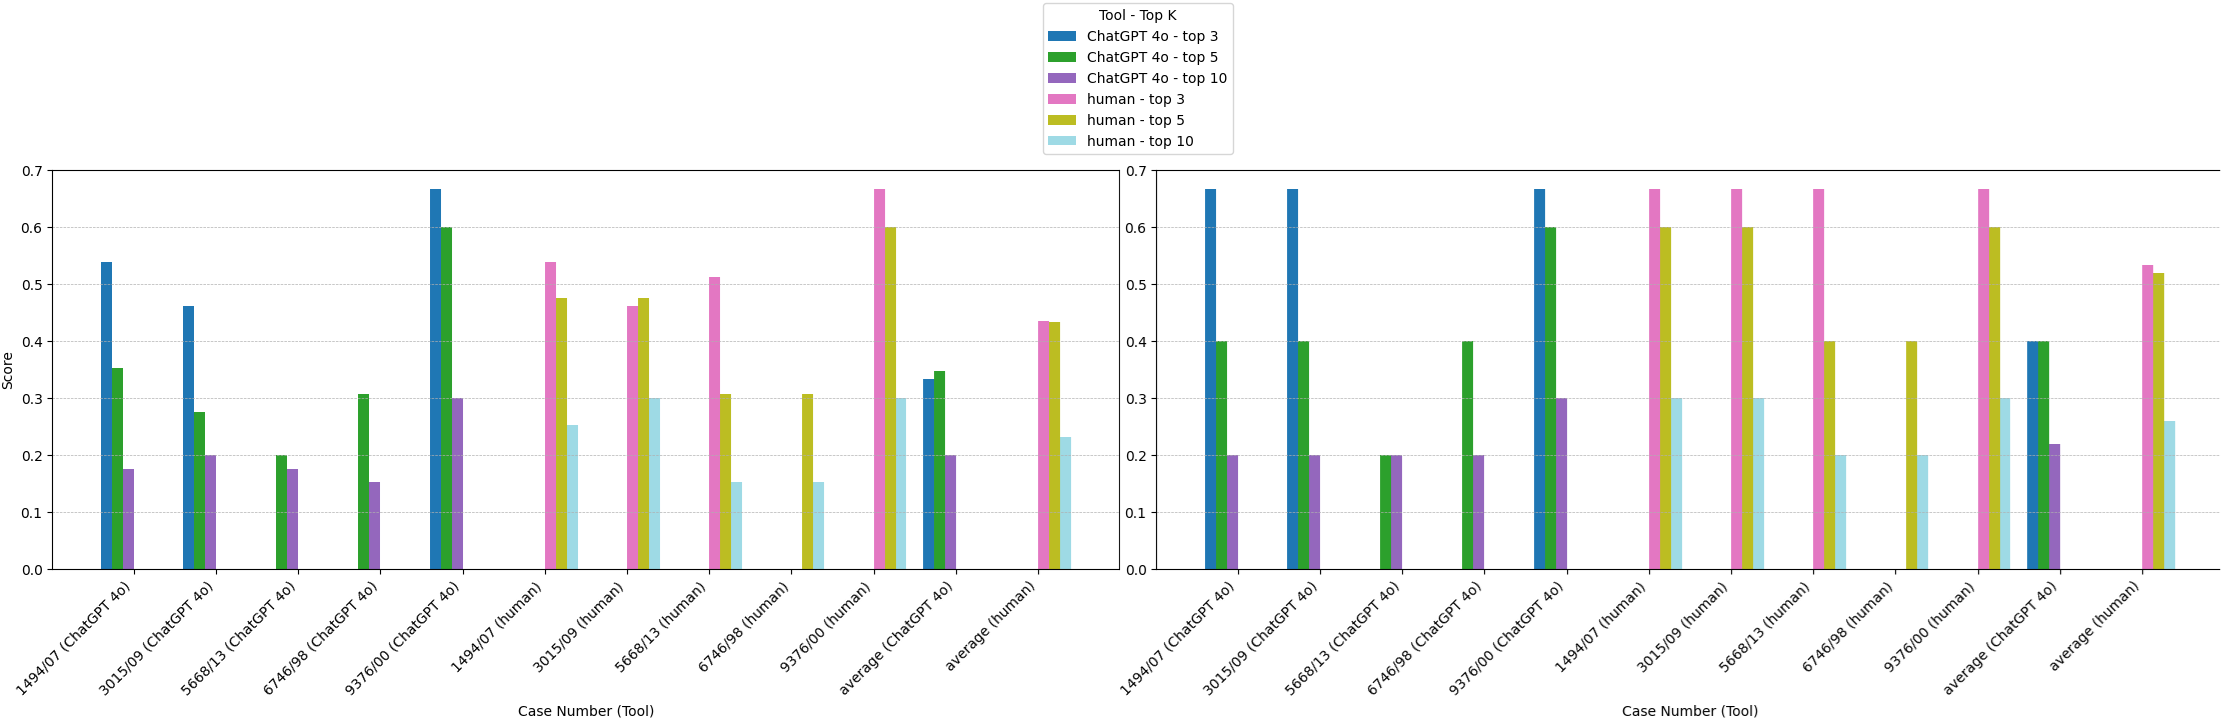 Tool - Top K
ChatGPT 4o - top 3
ChatGPT 4o - top 5
ChatGPT 4o - top 10
human - top 3
human - top 5
human - top 10
Score
0.7
0.6
0.5
0.4
0.3
0.2
0.1
0.0
1494/07 (ChatGPT 4o)
3015/09 (ChatGPT 4o)
5668/13 (ChatGPT 4o)
6746/98 (ChatGPT 4o)
9376/00 (ChatGPT 4o)
1494/07 (human)
3015/09 (human)
5668/13 (human)
6746/98 (human)
9376/00 (human)
average (ChatGPT 4o)
average (human)
Case Number (Tool)
0.7
0.6
0.5
0.4
0.3
0.2
0.1
0.0
1494/07 (ChatGPT 4o)
3015/09 (ChatGPT 4o)
5668/13 (ChatGPT 4o)
6746/98 (ChatGPT 4o)
9376/00 (ChatGPT 4o)
1494/07 (human)
3015/09 (human)
5668/13 (human)
6746/98 (human)
9376/00 (human)
average (ChatGPT 4o)
average (human)
Case Number (Tool)